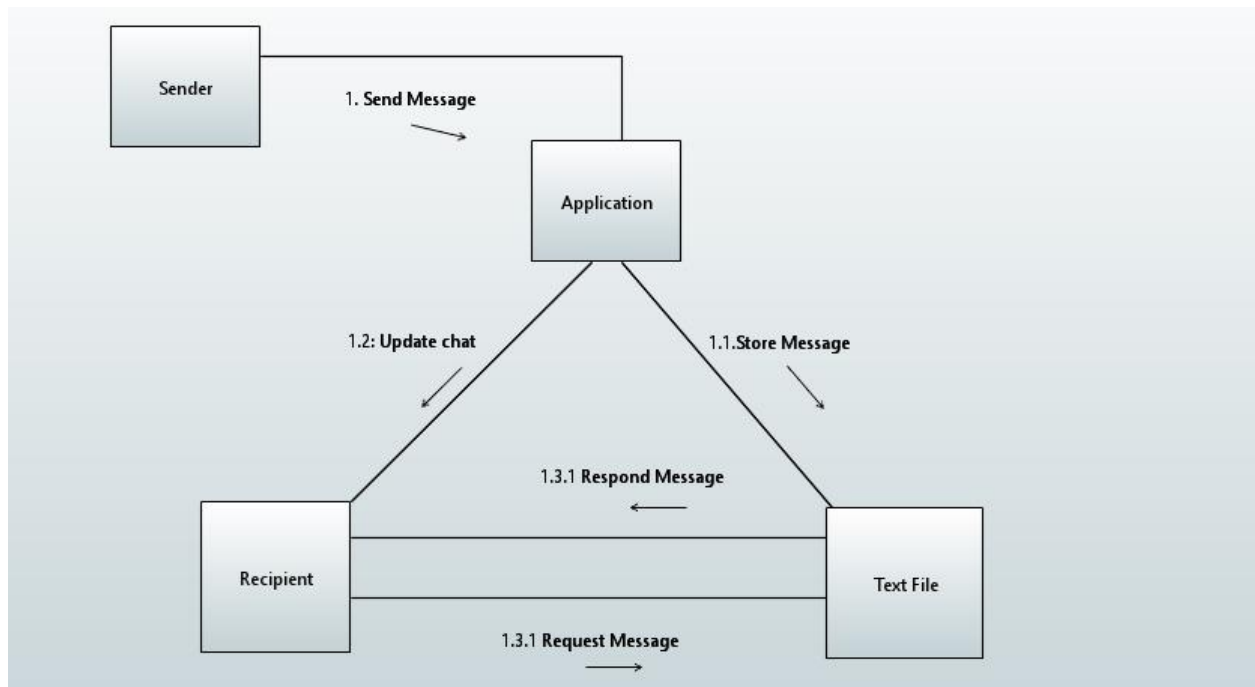 Sender
1. Send Message
Application
1.2: Update chat
1.1.Store Message
1.3.1 Respond Message
Recipient
Text File
1.3.1 Request Message